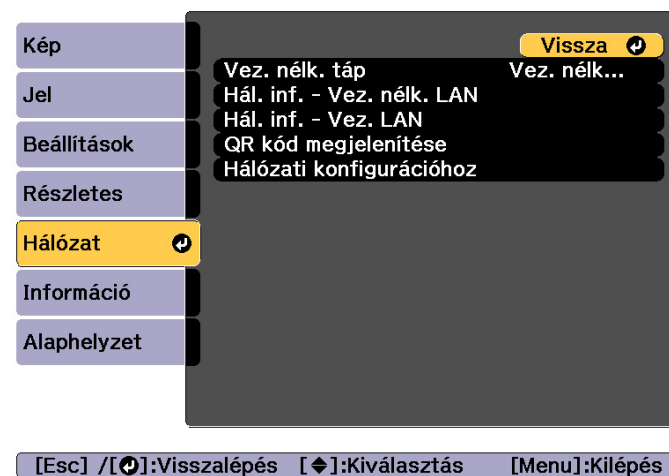 Kép
Jel
Beállítások
Részletes
Hálózat
Információ
Alaphelyzet
Vissza
Vez. nélk. táp Vez. nélk...
Hál. inf. - Vez. nélk. LAN
Hál. inf. - Vez. LAN
QR kód megjelenítése
Hálózati konfigurációhoz
[Esc] /[⏎]:Visszalépés [◆]:Kiválasztás [Menu]:Kilépés